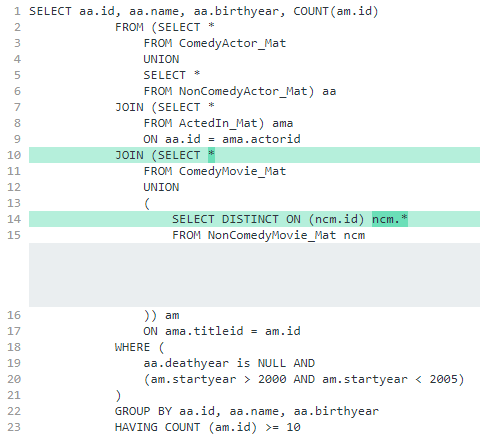 1 SELECT aa.id, aa.name, aa.birthyear, COUNT(am.id)
2 FROM (SELECT *
3 FROM ComedyActor_Mat
4 UNION
5 SELECT *
6 FROM NonComedyActor_Mat) aa
7 JOIN (SELECT *
8 FROM ActedIn_Mat) ama
9 ON aa.id = ama.actorid
10 JOIN (SELECT *
11 FROM ComedyMovie_Mat
12 UNION
13 (
14 SELECT DISTINCT ON (ncm.id) ncm.*
15 FROM NonComedyMovie_Mat ncm
16 )) am
17 ON ama.titleid = am.id
18 WHERE (
19 aa.deathyear is NULL AND
20 (am.startyear > 2000 AND am.startyear < 2005)
21 )
22 GROUP BY aa.id, aa.name, aa.birthyear
23 HAVING COUNT (am.id) >= 10